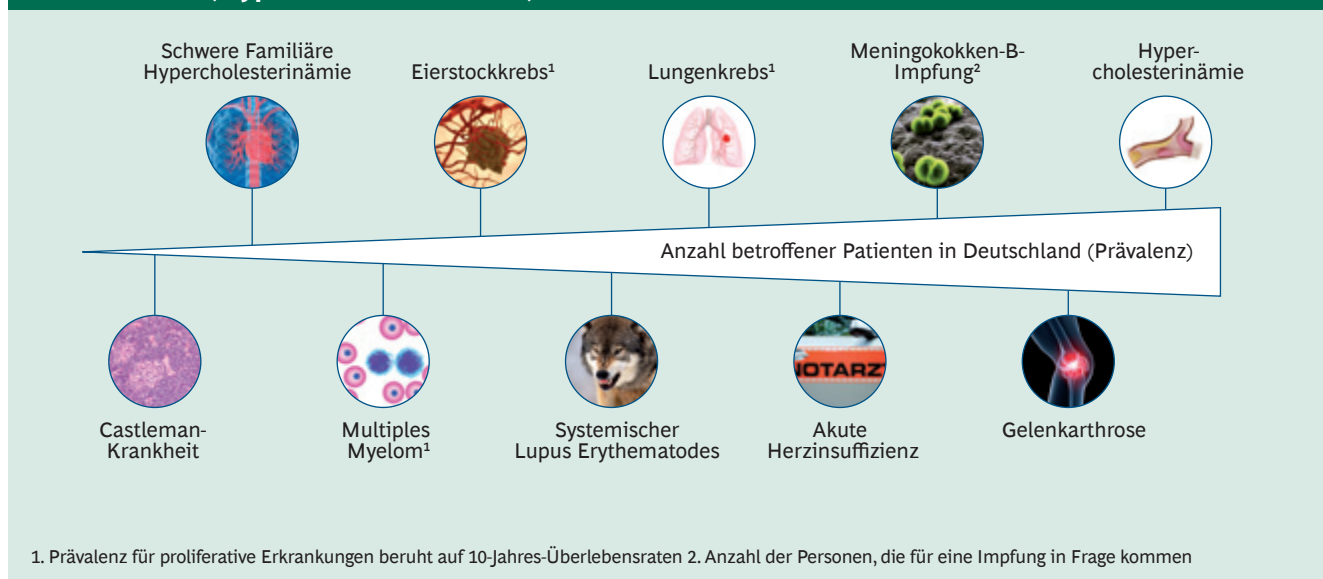 Schwere Familiäre
Hypercholesterinämie
Eierstockkrebs¹
Lungenkrebs¹
Meningokokken-B-
Impfung²
Hyper-
cholesterinämie
Anzahl betroffener Patienten in Deutschland (Prävalenz)
NOTARZ
Castleman-
Krankheit
Multiples
Myelom¹
Systemischer
Lupus Erythematodes
Akute
Herzinsuffizienz
Gelenkarthrose
1. Prävalenz für proliferative Erkrankungen beruht auf 10-Jahres-Überlebensraten 2. Anzahl der Personen, die für eine Impfung in Frage kommen